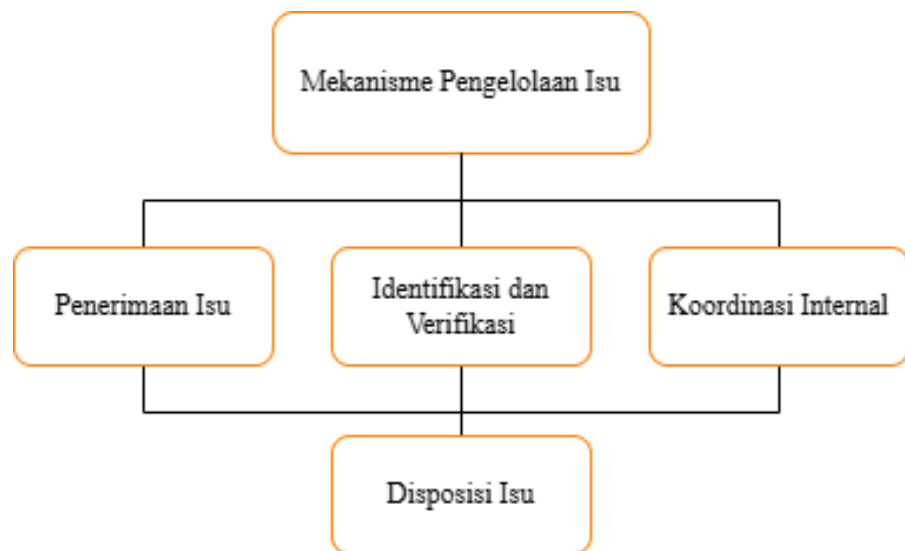 Mekanisme Pengelolaan Isu
Penerimaan Isu
Identifikasi dan
Verifikasi
Koordinasi Internal
Disposisi Isu